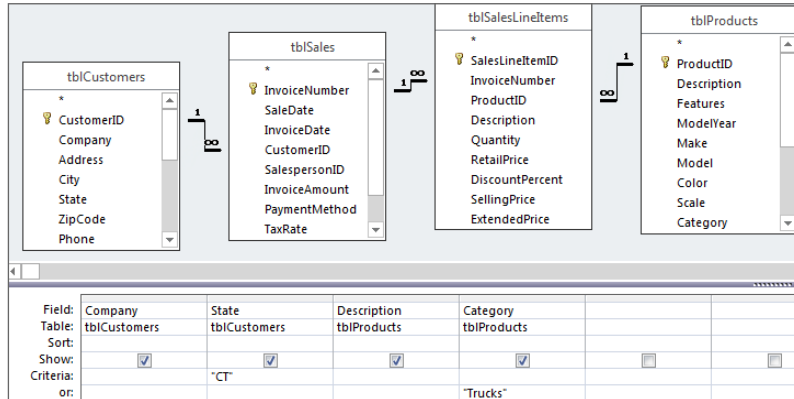 tblCustomers
*
CustomerID
Company
Address
City
State
ZipCode
Phone
1
∞
tblSales
*
InvoiceNumber
SaleDate
InvoiceDate
CustomerID
SalespersonID
InvoiceAmount
PaymentMethod
TaxRate
1
∞
tblSalesLineItems
*
SalesLineItemID
InvoiceNumber
ProductID
Description
Quantity
RetailPrice
DiscountPercent
SellingPrice
ExtendedPrice
∞
1
tblProducts
*
ProductID
Description
Features
ModelYear
Make
Model
Color
Scale
Category
Field: Company State Description Category
Table: tblCustomers tblCustomers tblProducts tblProducts
Sort:
Show:
Criteria: "CT"
or: "Trucks"